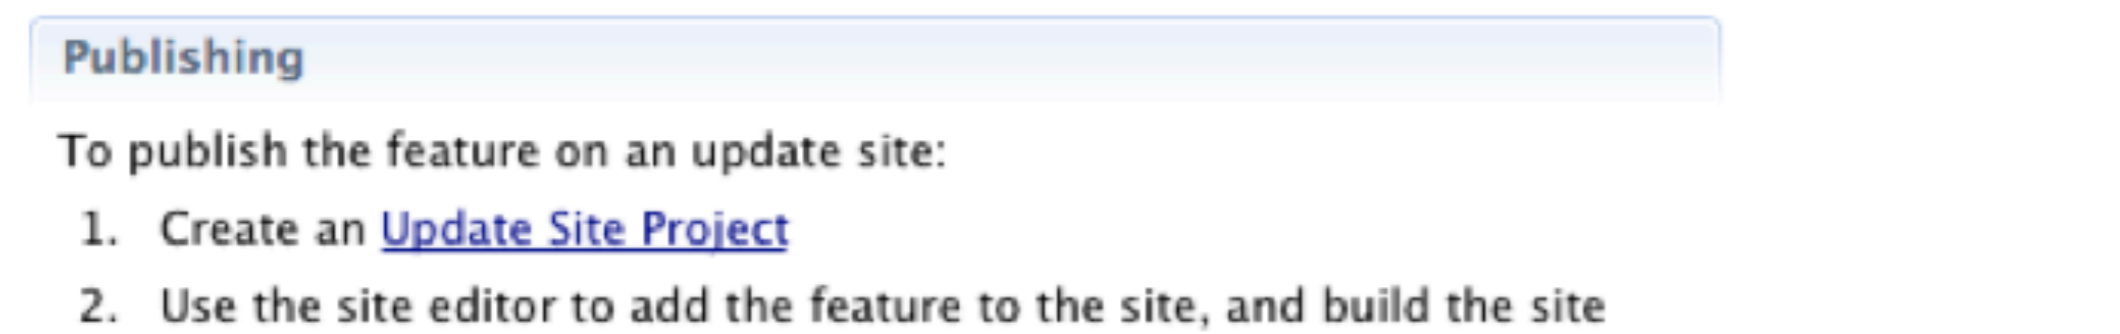 Publishing
To publish the feature on an update site:
1. Create an Update Site Project
2. Use the site editor to add the feature to the site, and build the site